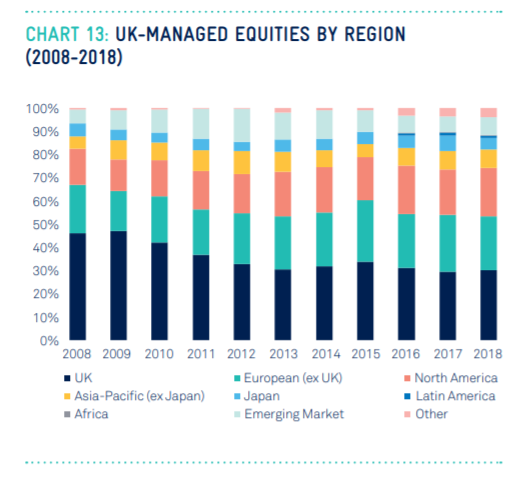 CHART 13: UK-MANAGED EQUITIES BY REGION
(2008-2018)
100%
90%
80%
70%
60%
50%
40%
30%
20%
10%
0%
2008 2009 2010 2011 2012 2013 2014 2015 2016 2017 2018
UK European (ex UK) North America
Asia-Pacific (ex Japan) Japan Latin America
Africa Emerging Market Other